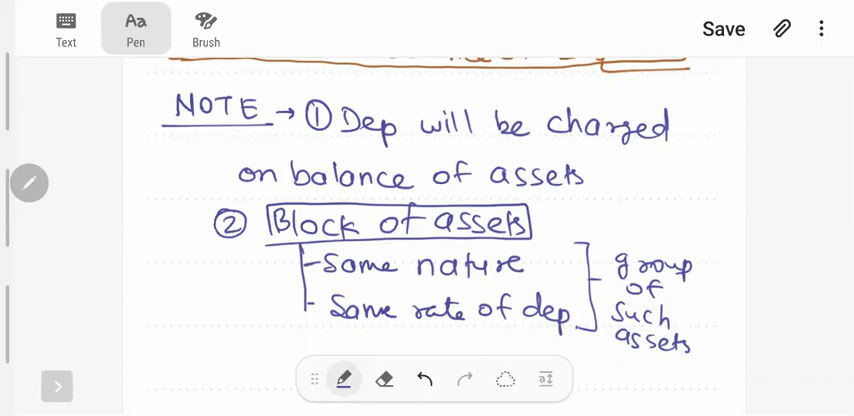 Text
Aa
Pen
Brush
Save
NOTE → ① Dep will be charged
on balance of assets
② Block of assets
- Same nature
- Same rate of dep.
group
of
such
assets